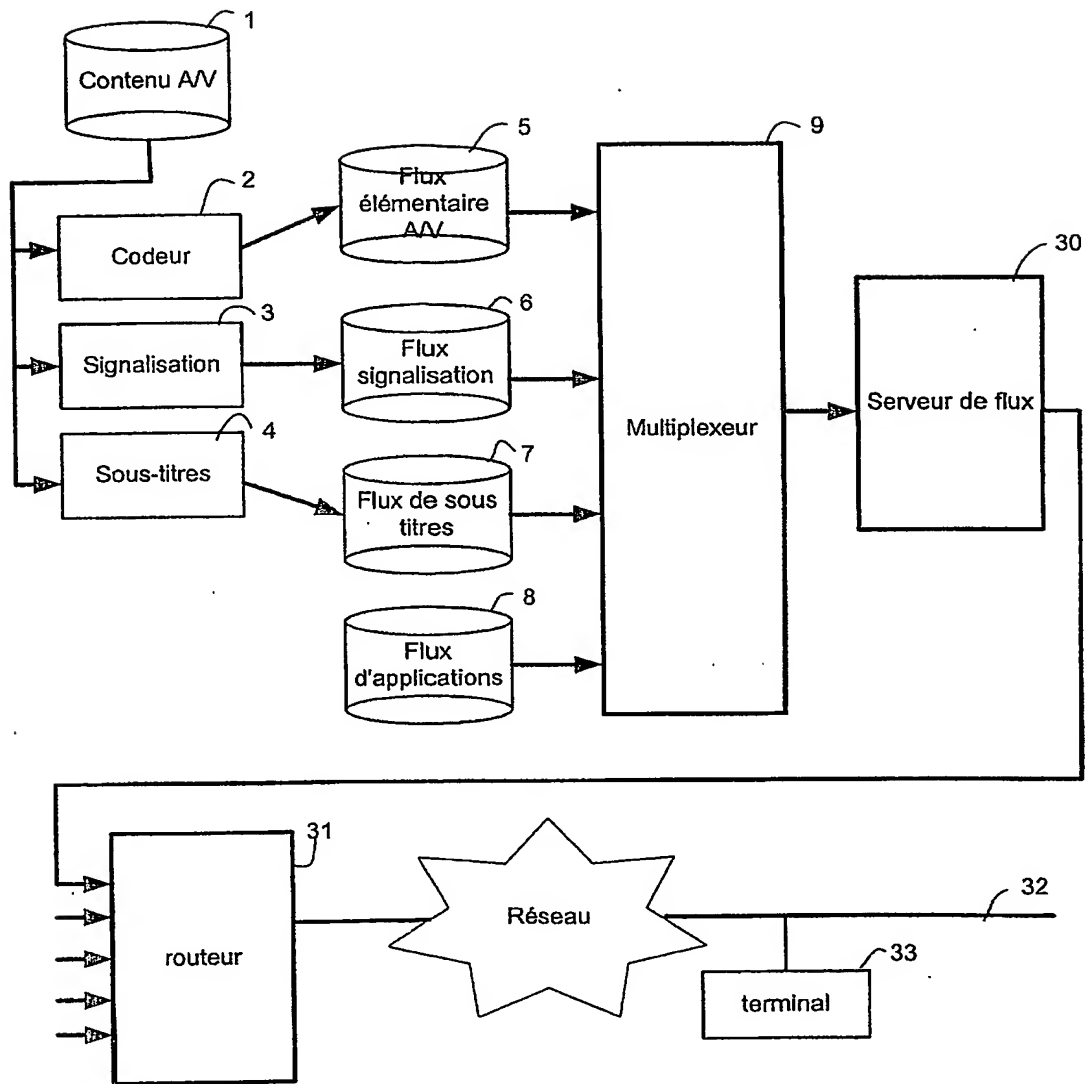 1
Contenu A/V
2
Codeur
3
Signalisation
4
Sous-titres
5
Flux
élémentaire
A/V
6
Flux
signalisation
7
Flux de sous
titres
8
Flux
d'applications
9
Multiplexeur
30
Serveur de flux
31
routeur
Réseau
32
33
terminal